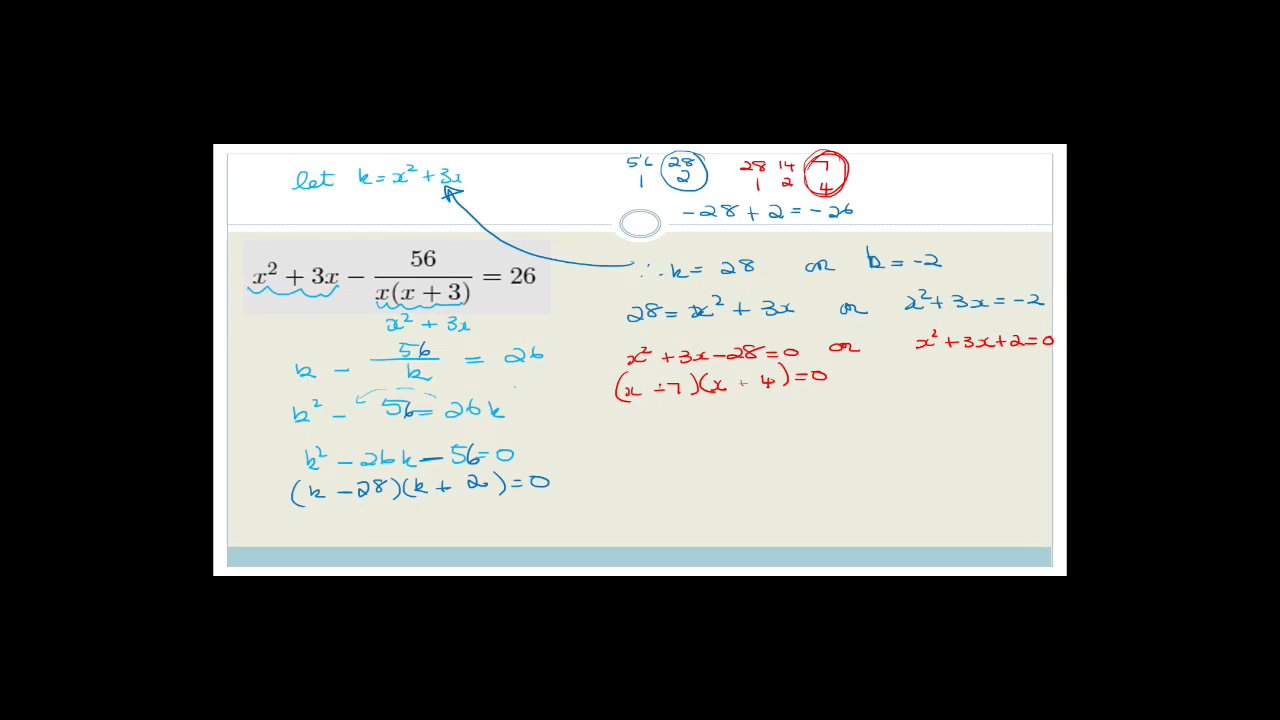 let k = x² + 3x
56 28 28 14 7
1 2 1 2 4
-28 + 2 = -26
x² + 3x − 56/(x(x + 3)) = 26
x² + 3x
k - 56/k = 26
k² - 56 = 26k
k² - 26k - 56 = 0
(k - 28)(k + 2) = 0
∴ k = 28 or k = -2
28 = x² + 3x or x² + 3x = -2
x² + 3x - 28 = 0 or x² + 3x + 2 = 0
(x + 7)(x - 4) = 0